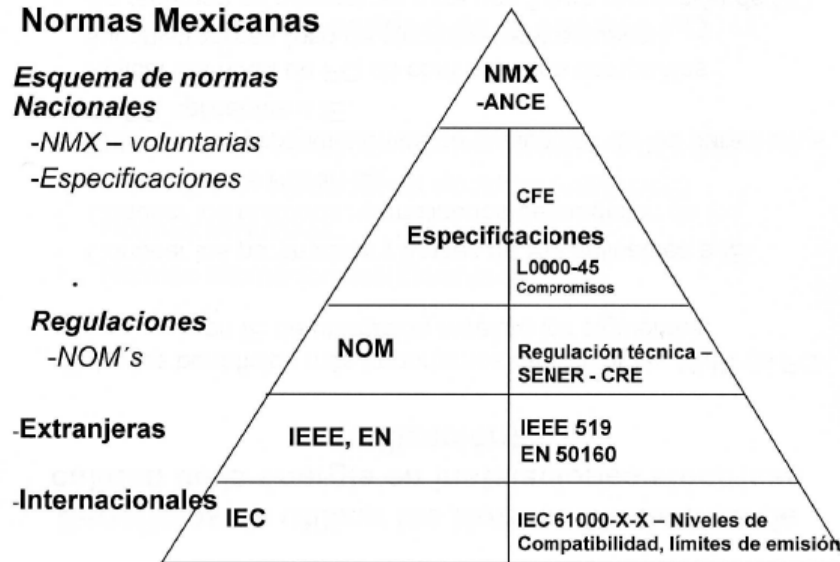 Normas Mexicanas
Esquema de normas
Nacionales
-NMX – voluntarias
-Especificaciones
NMX
-ANCE
CFE
Especificaciones
L0000-45
Compromisos
Regulaciones
-NOM´s
NOM
Regulación técnica –
SENER - CRE
-Extranjeras
IEEE, EN
IEEE 519
EN 50160
-Internacionales
IEC
IEC 61000-X-X – Niveles de
Compatibilidad, límites de emisión